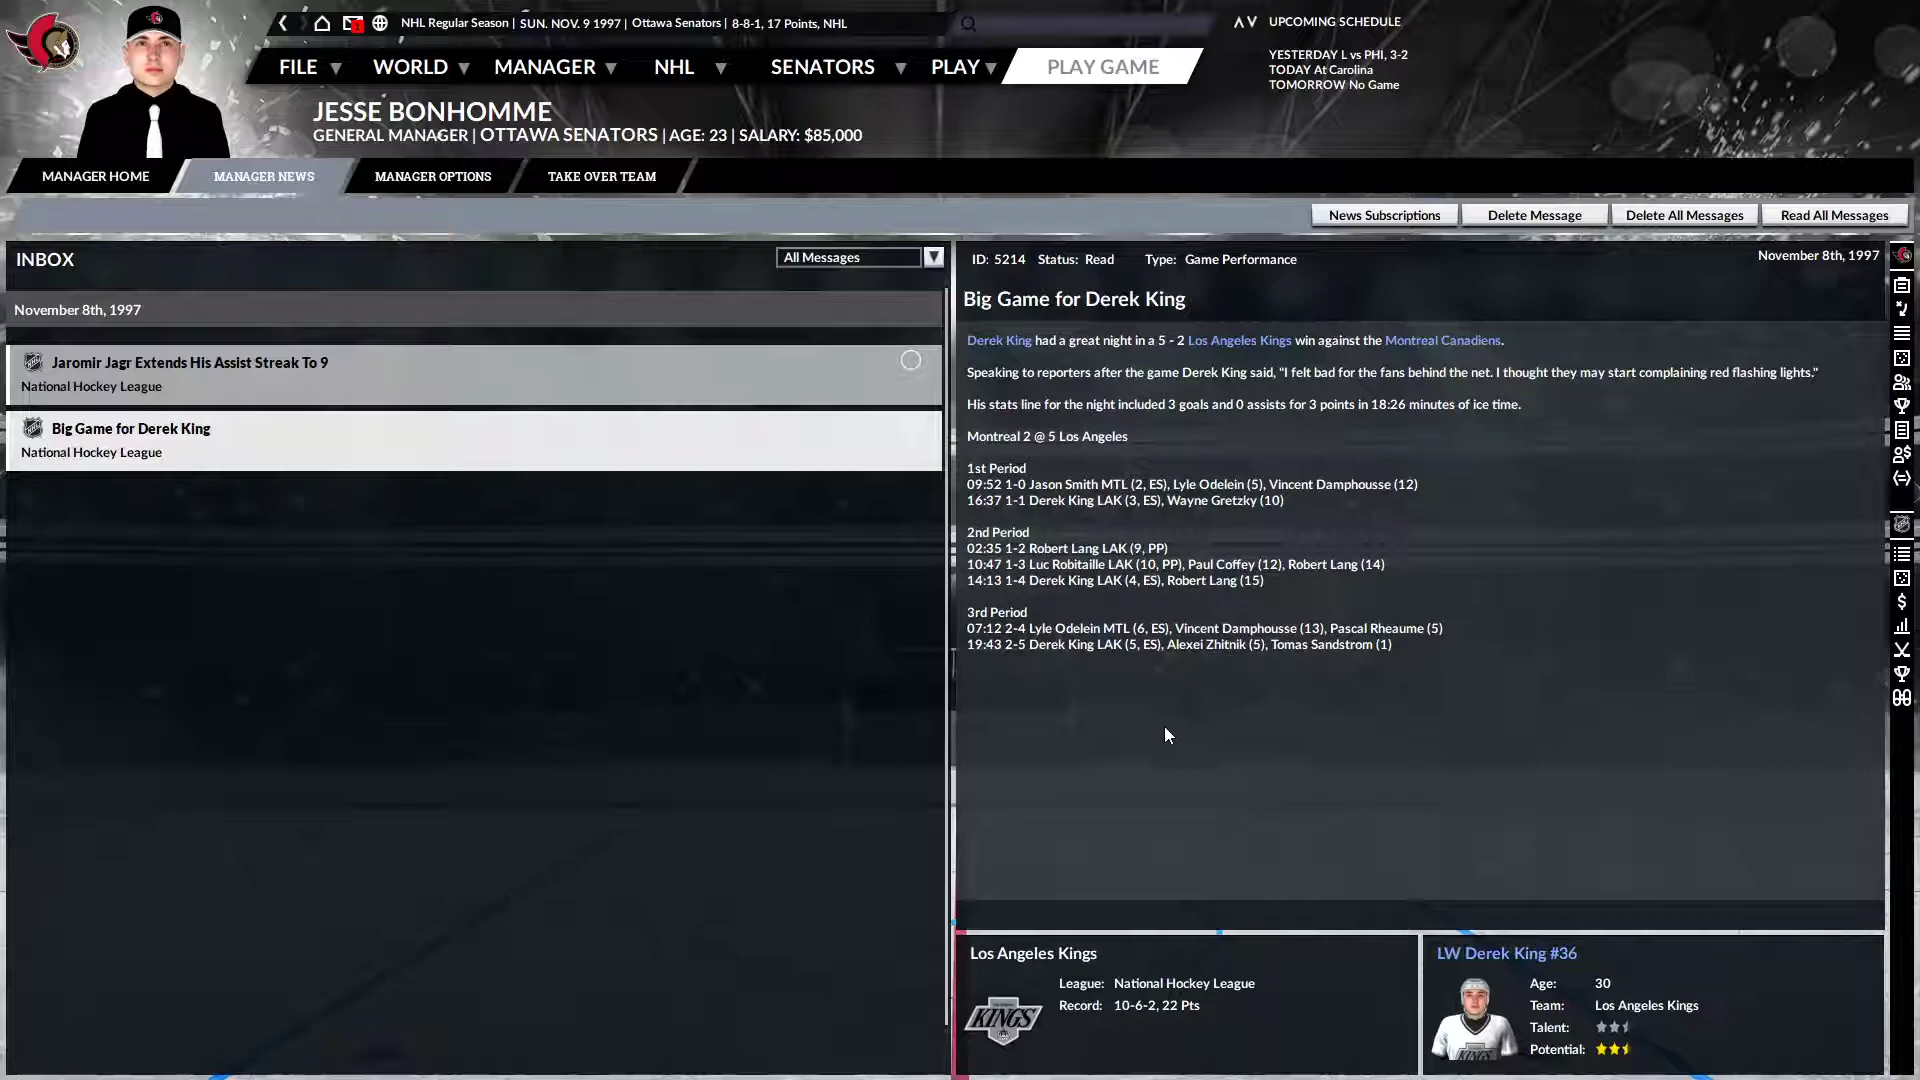 NHL Regular Season | SUN. NOV. 9 1997 | Ottawa Senators | 8-8-1, 17 Points, NHL
UPCOMING SCHEDULE
YESTERDAY L vs PHI, 3-2
TODAY At Carolina
TOMORROW No Game
FILE WORLD MANAGER NHL SENATORS PLAY PLAY GAME
JESSE BONHOMME
GENERAL MANAGER | OTTAWA SENATORS | AGE: 23 | SALARY: $85,000
MANAGER HOME MANAGER NEWS MANAGER OPTIONS TAKE OVER TEAM
News Subscriptions Delete Message Delete All Messages Read All Messages
INBOX
All Messages
November 8th, 1997
Jaromir Jagr Extends His Assist Streak To 9
National Hockey League
Big Game for Derek King
National Hockey League
ID: 5214 Status: Read Type: Game Performance
November 8th, 1997
Big Game for Derek King
Derek King had a great night in a 5 - 2 Los Angeles Kings win against the Montreal Canadiens.
Speaking to reporters after the game Derek King said, "I felt bad for the fans behind the net. I thought they may start complaining red flashing lights."
His stats line for the night included 3 goals and 0 assists for 3 points in 18:26 minutes of ice time.
Montreal 2 @ 5 Los Angeles
1st Period
09:52 1-0 Jason Smith MTL (2, ES), Lyle Odelein (5), Vincent Damphousse (12)
16:37 1-1 Derek King LAK (3, ES), Wayne Gretzky (10)
2nd Period
02:35 1-2 Robert Lang LAK (9, PP)
10:47 1-3 Luc Robitaille LAK (10, PP), Paul Coffey (12), Robert Lang (14)
14:13 1-4 Derek King LAK (4, ES), Robert Lang (15)
3rd Period
07:12 2-4 Lyle Odelein MTL (6, ES), Vincent Damphousse (13), Pascal Rheaume (5)
19:43 2-5 Derek King LAK (5, ES), Alexei Zhitnik (5), Tomas Sandstrom (1)
Los Angeles Kings
League: National Hockey League
Record: 10-6-2, 22 Pts
KINGS
LW Derek King #36
Age: 30
Team: Los Angeles Kings
Talent:
Potential: